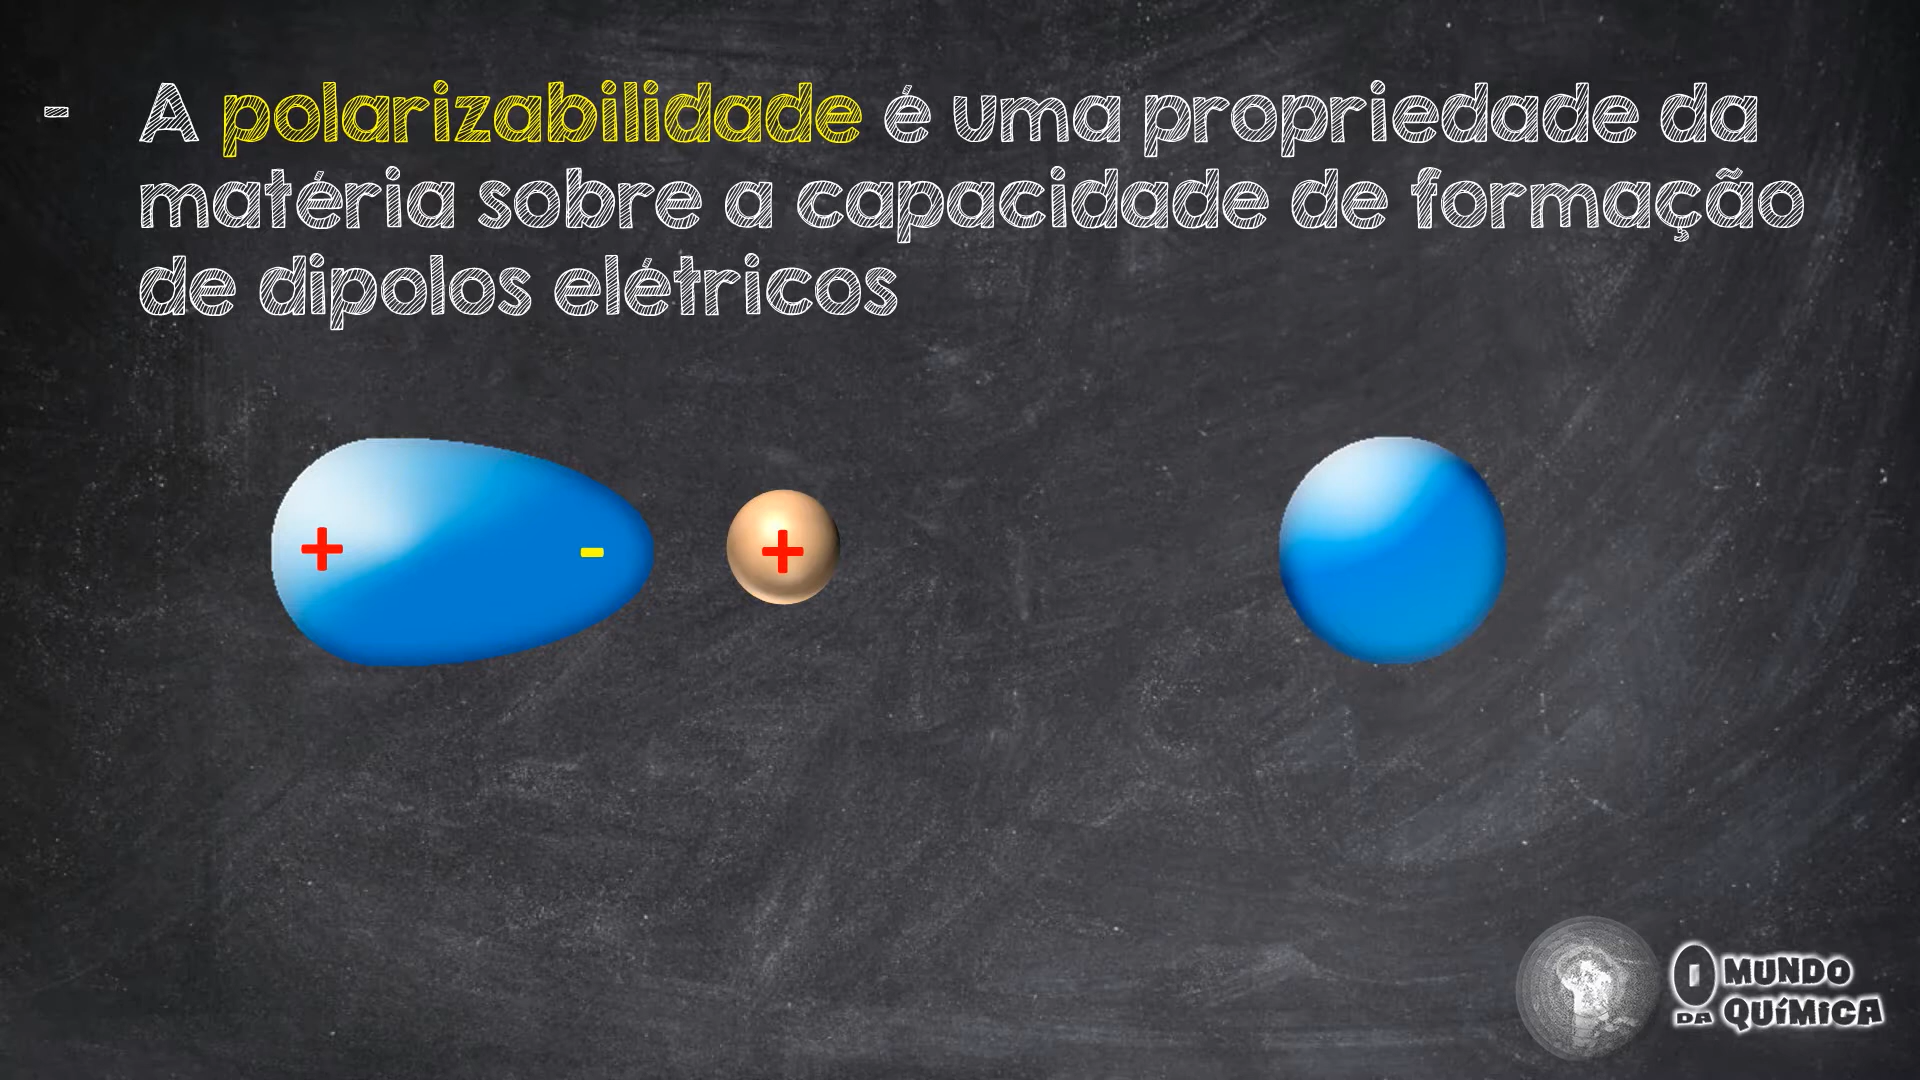 - A polarizabilidade é uma propriedade da
matéria sobre a capacidade de formação
de dipolos elétricos
+ - +
O MUNDO
DA QUÍMICA